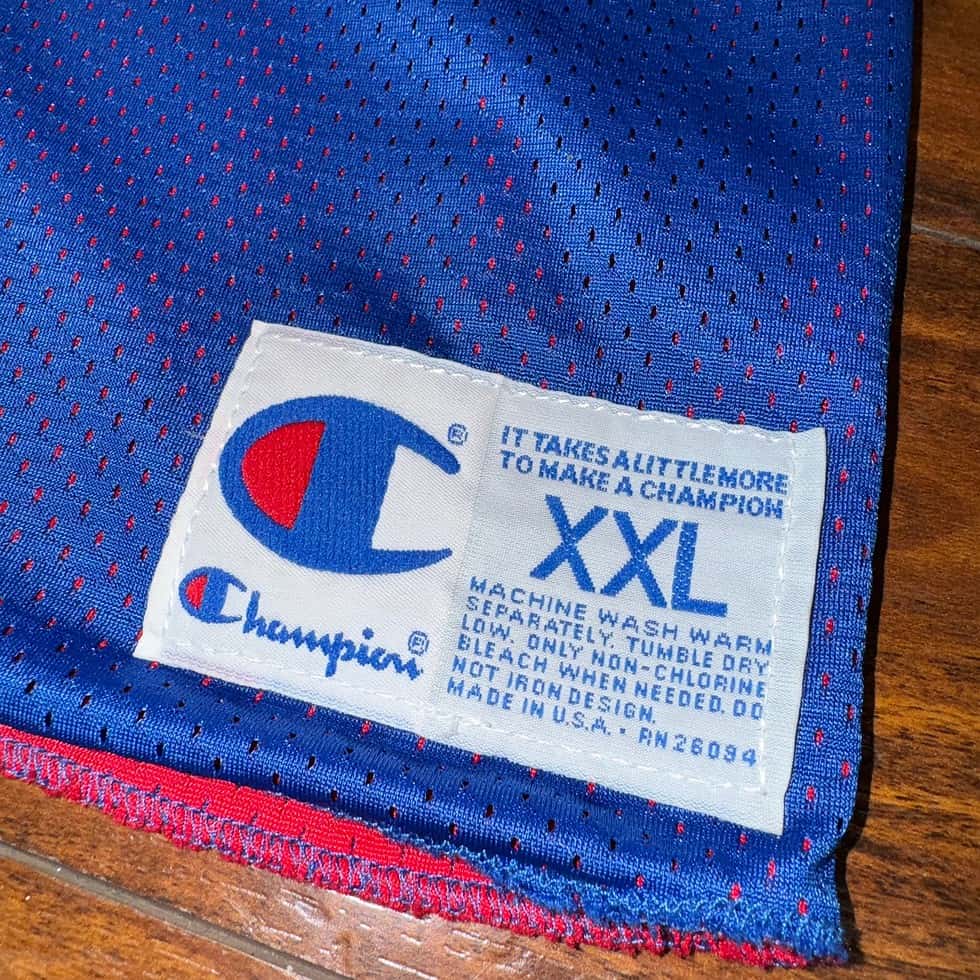 ®
Champion®
IT TAKES A LITTLE MORE
TO MAKE A CHAMPION
XXL
MACHINE WASH WARM
SEPARATELY, TUMBLE DRY
LOW. ONLY NON-CHLORINE
BLEACH WHEN NEEDED. DO
NOT IRON DESIGN.
MADE IN U.S.A. • RN 26094